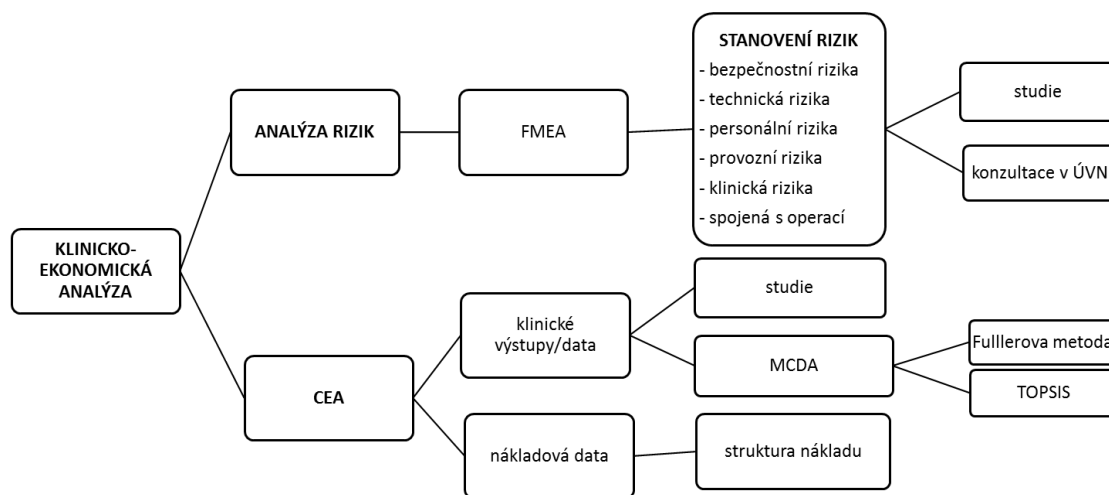 KLINICKO-
EKONOMICKÁ
ANALÝZA
ANALÝZA RIZIK
FMEA
STANOVENÍ RIZIK
- bezpečnostní rizika
- technická rizika
- personální rizika
- provozní rizika
- klinická rizika
- spojená s operací
studie
konzultace v ÚVN
CEA
klinické
výstupy/data
studie
MCDA
Fulllerova metoda
TOPSIS
nákladová data
struktura nákladu